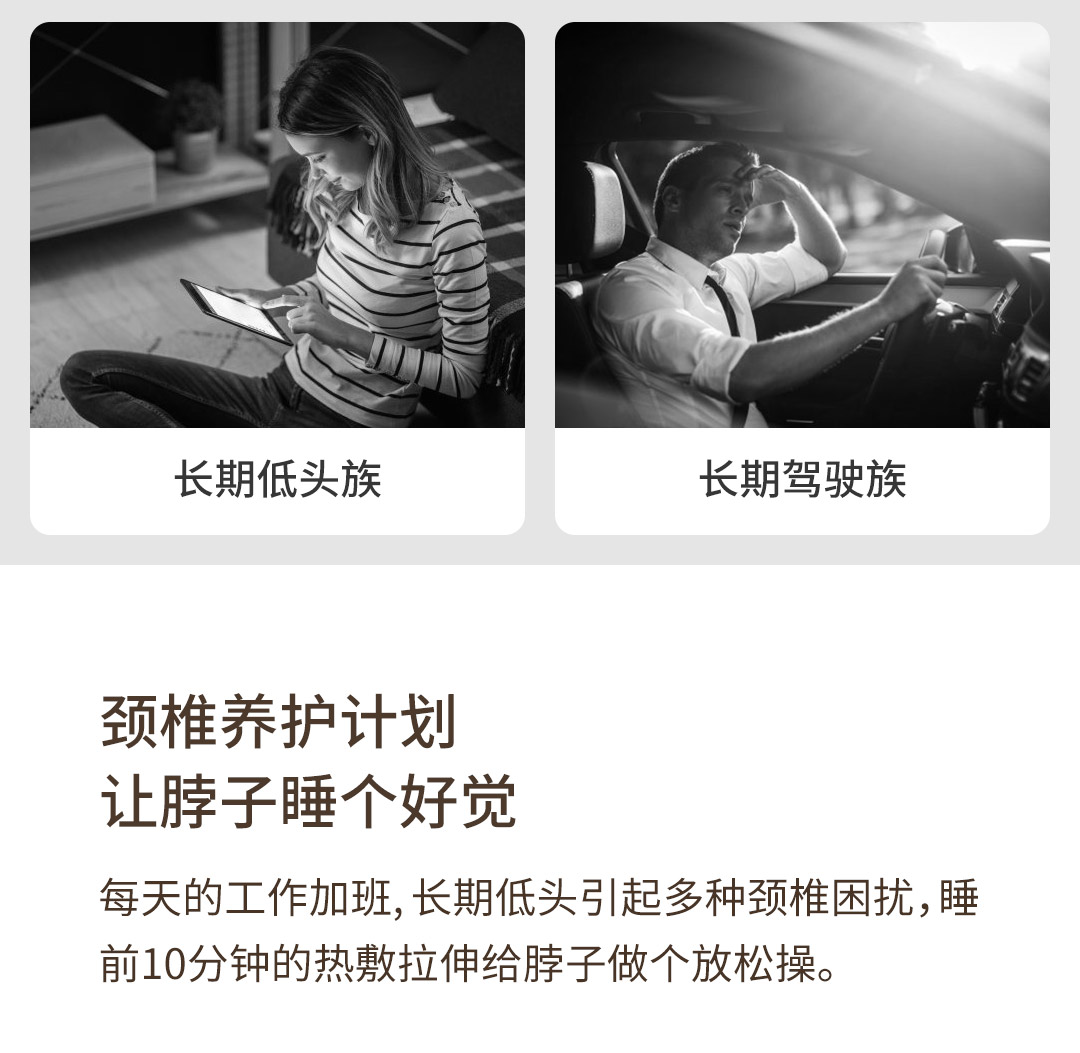 长期低头族
长期驾驶族
颈椎养护计划
让脖子睡个好觉
每天的工作加班,长期低头引起多种颈椎困扰,睡
前10分钟的热敷拉伸给脖子做个放松操。